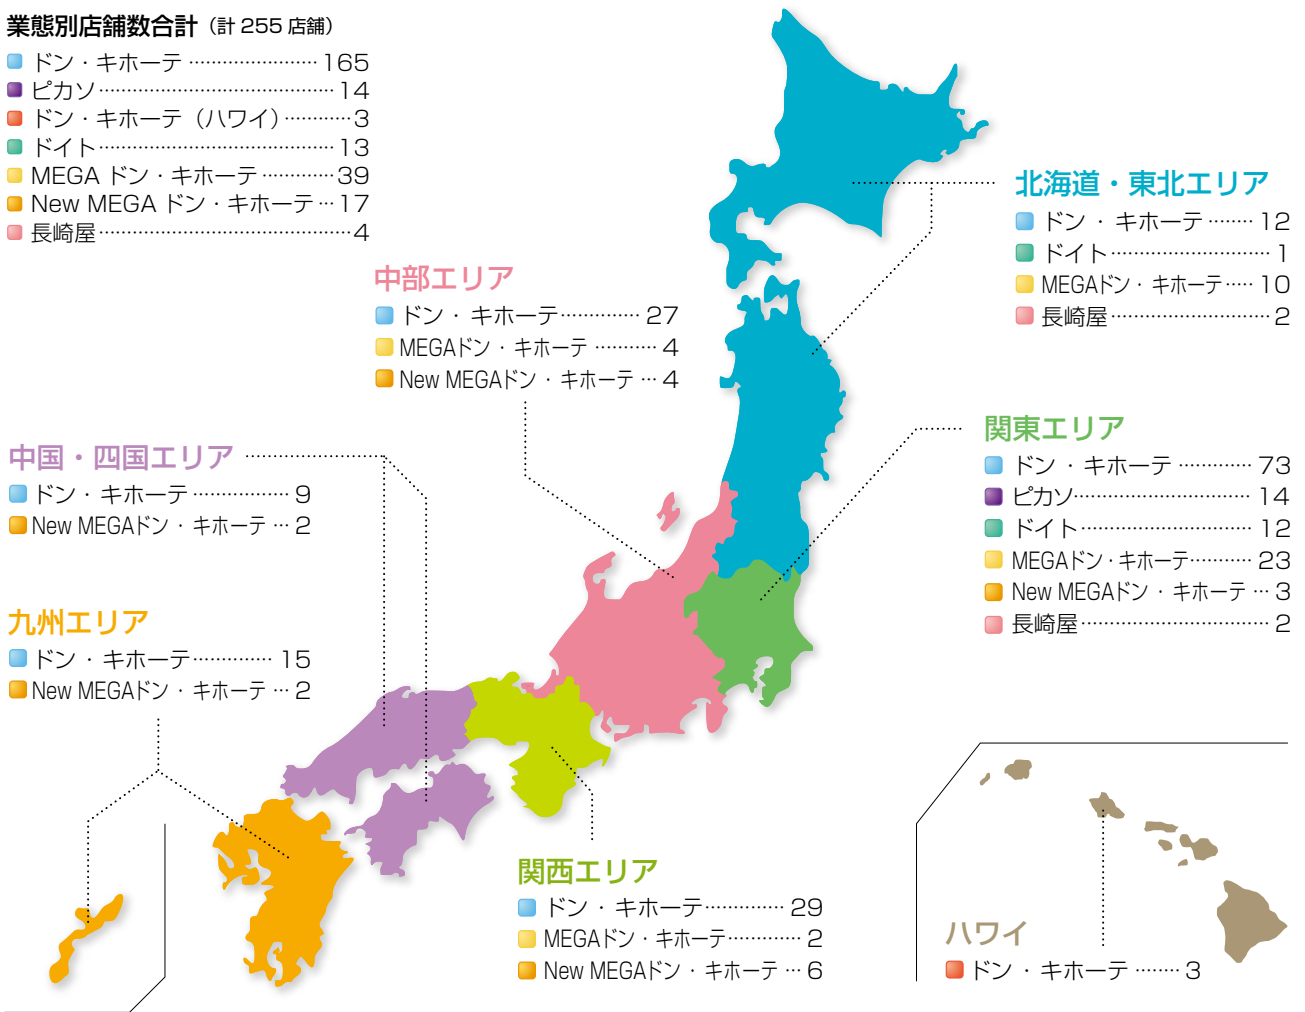 業態別店舗数合計（計 255 店舗）
ドン・キホーテ …………………… 165
ピカソ …………………………………… 14
ドン・キホーテ（ハワイ）…………3
ドイト …………………………………… 13
MEGA ドン・キホーテ ………… 39
New MEGA ドン・キホーテ … 17
長崎屋 ……………………………………… 4
北海道・東北エリア
ドン・キホーテ …… 12
ドイト ……………………… 1
MEGAドン・キホーテ …… 10
長崎屋 ……………………… 2
中部エリア
ドン・キホーテ ………… 27
MEGAドン・キホーテ ……… 4
New MEGAドン・キホーテ … 4
関東エリア
ドン・キホーテ ………… 73
ピカソ ……………………… 14
ドイト ……………………… 12
MEGAドン・キホーテ ……… 23
New MEGAドン・キホーテ … 3
長崎屋 ……………………… 2
中国・四国エリア
ドン・キホーテ ………… 9
New MEGAドン・キホーテ … 2
九州エリア
ドン・キホーテ ………… 15
New MEGAドン・キホーテ … 2
関西エリア
ドン・キホーテ ………… 29
MEGAドン・キホーテ ……… 2
New MEGAドン・キホーテ … 6
ハワイ
ドン・キホーテ …… 3